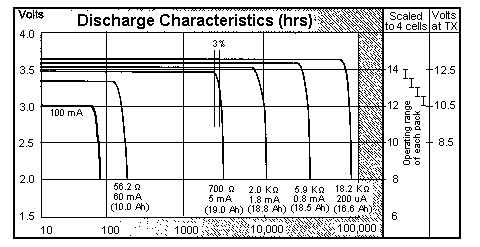 Volts
Discharge Characteristics (hrs)
Scaled to 4 cells
Volts at TX
4.0
3%
3.5
14
12.5
3.0
100 mA
12
10.5
Operating range of each pack
2.5
10
8.5
2.0
8
56.2 Ω
60 mA
(10.0 Ah)
700 Ω
5 mA
(19.0 Ah)
2.0 KΩ
1.8 mA
(18.8 Ah)
5.9 KΩ
0.8 mA
(18.5 Ah)
18.2 KΩ
200 uA
(16.6 Ah)
1.5
6
10
100
1000
10,000
100,000